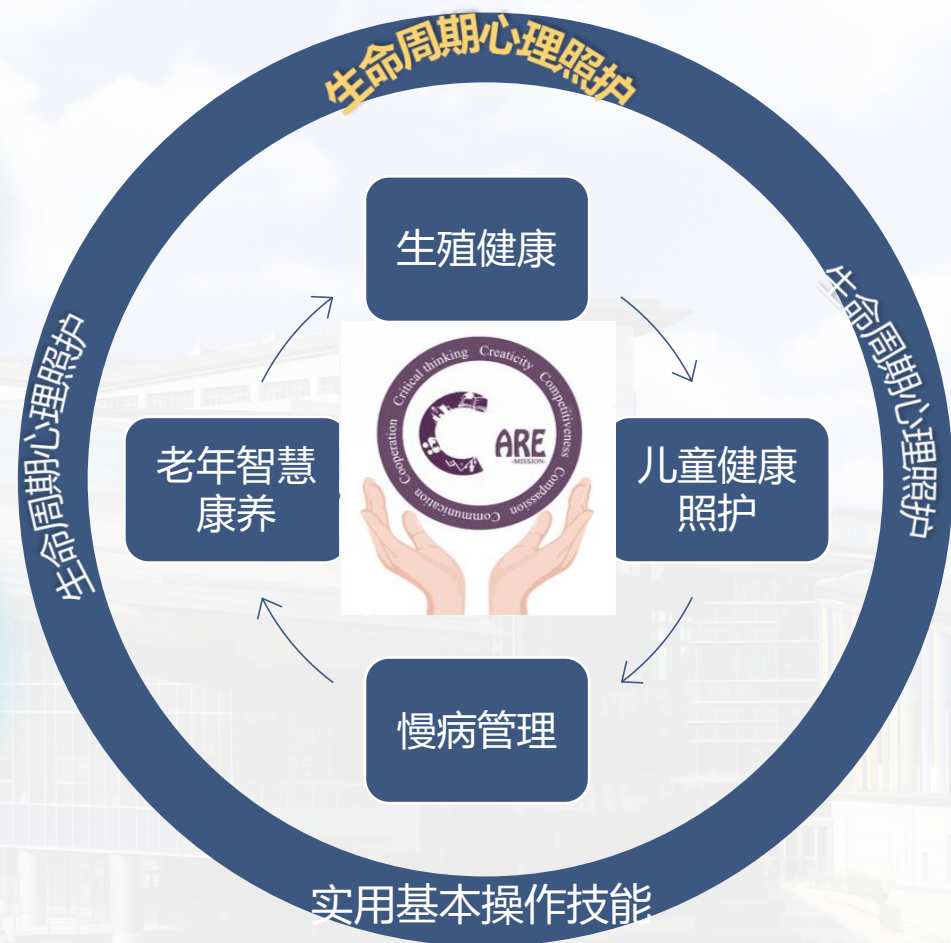 生命周期心理照护
生殖健康
生命周期心理照护
生命周期心理照护
Critical thinking Creaticity Competitiveness Compassion Communication Cooperation
CARE
-MISSION-
老年智慧
康养
儿童健康
照护
慢病管理
实用基本操作技能